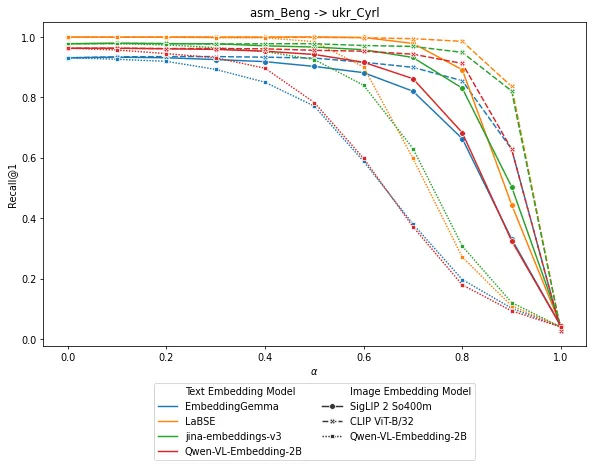 asm_Beng -> ukr_Cyrl
1.0
0.8
0.6
0.4
0.2
0.0
Recall@1
0.0 0.2 0.4 0.6 0.8 1.0
α
Text Embedding Model
EmbeddingGemma
LaBSE
jina-embeddings-v3
Qwen-VL-Embedding-2B
Image Embedding Model
SigLIP 2 So400m
CLIP ViT-B/32
Qwen-VL-Embedding-2B